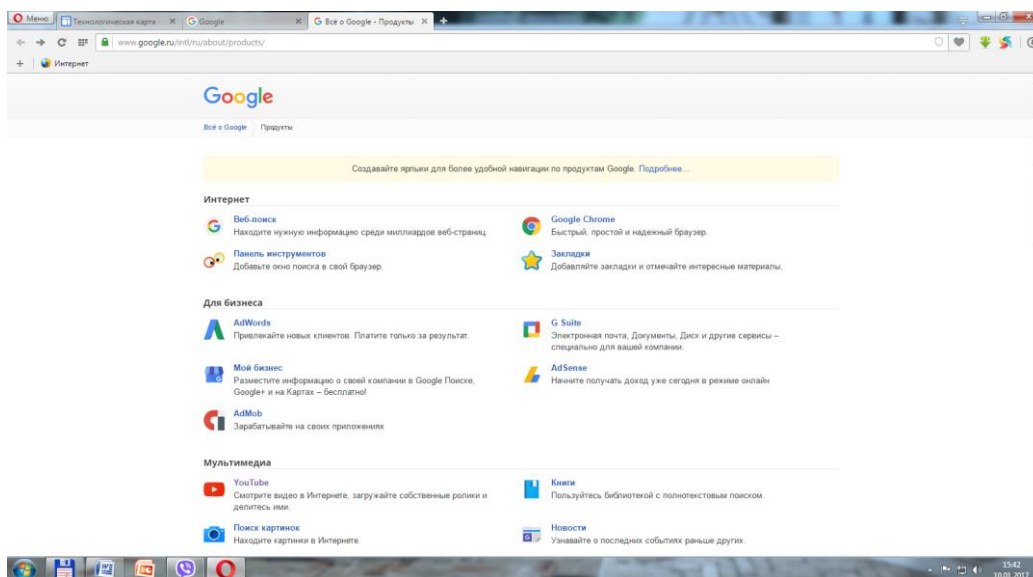 Меню
Технологическая карта
Google
Всё о Google - Продукты
www.google.ru/intl/ru/about/products/
Интернет
Google
Всё о Google
Продукты
Создавайте ярлыки для более удобной навигации по продуктам Google. Подробнее...
Интернет
Веб-поиск
Находите нужную информацию среди миллиардов веб-страниц.
Google Chrome
Быстрый, простой и надежный браузер.
Панель инструментов
Добавьте окно поиска в свой браузер.
Закладки
Добавляйте закладки и отмечайте интересные материалы.
Для бизнеса
AdWords
Привлекайте новых клиентов. Платите только за результат.
G Suite
Электронная почта, Документы, Диск и другие сервисы –
специально для вашей компании.
Мой бизнес
Разместите информацию о своей компании в Google Поиске,
Google+ и на Картах – бесплатно!
AdSense
Начните получать доход уже сегодня в режиме онлайн
AdMob
Зарабатывайте на своих приложениях
Мультимедиа
YouTube
Смотрите видео в Интернете, загружайте собственные ролики и
делитесь ими.
Книги
Пользуйтесь библиотекой с полнотекстовым поиском.
Поиск картинок
Находите картинки в Интернете.
Новости
Узнавайте о последних событиях раньше других.
15:42
10.01.2017